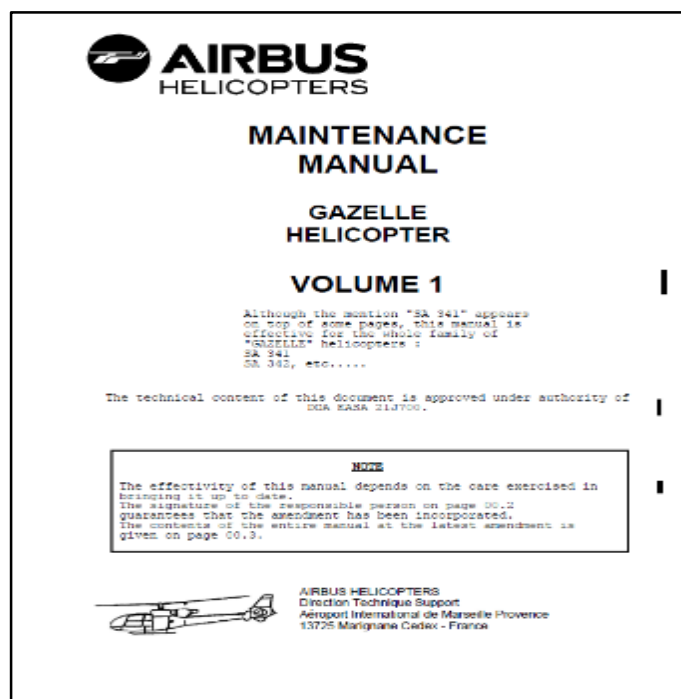 AIRBUS
HELICOPTERS
MAINTENANCE
MANUAL
GAZELLE
HELICOPTER
VOLUME 1
Although the mention "SA 341" appears
on top of some pages, this manual is
effective for the whole family of
"GAZELLE" helicopters :
SA 341
SA 342, etc.....
The technical content of this document is approved under authority of
DOA EASA 21J700.
NOTE
The effectivity of this manual depends on the care exercised in
bringing it up to date.
The signature of the responsible person on page 00.2
guarantees that the amendment has been incorporated.
The contents of the entire manual at the latest amendment is
given on page 00.3.
AIRBUS HELICOPTERS
Direction Technique Support
Aéroport International de Marseille Provence
13725 Marignane Cedex - France